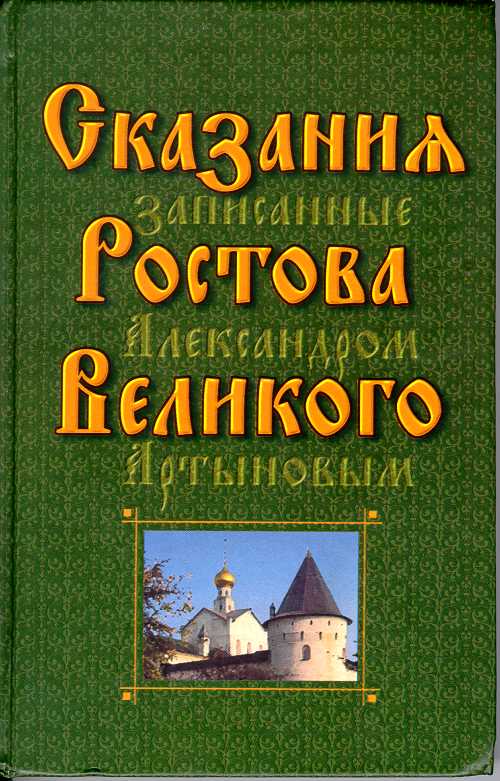 Сказания
записанные
Ростова
Александром
Великого
Артыновым